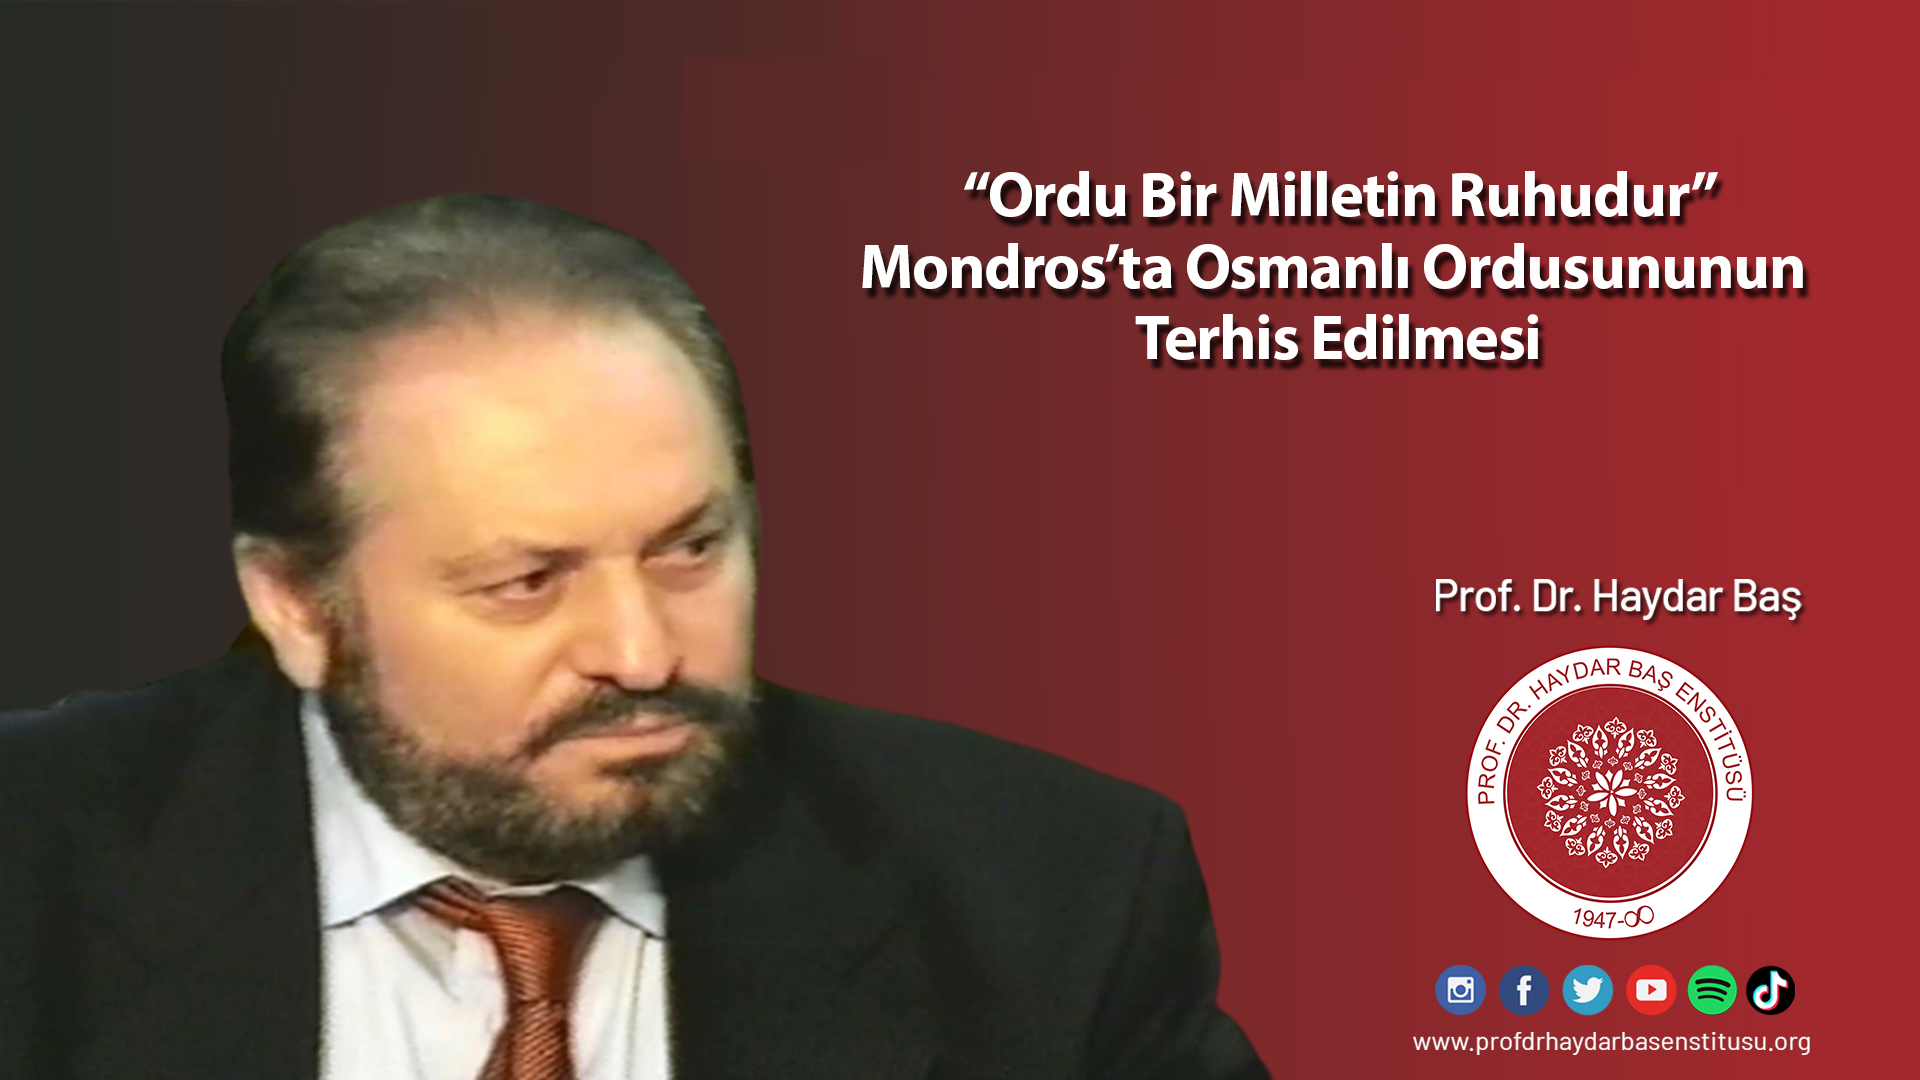 “Ordu Bir Milletin Ruhudur”
Mondros’ta Osmanlı Ordusununun
Terhis Edilmesi
Prof. Dr. Haydar Baş
PROF. DR. HAYDAR BAŞ ENSTİTÜSÜ
1947-∞
www.profdrhaydarbasenstitusu.org